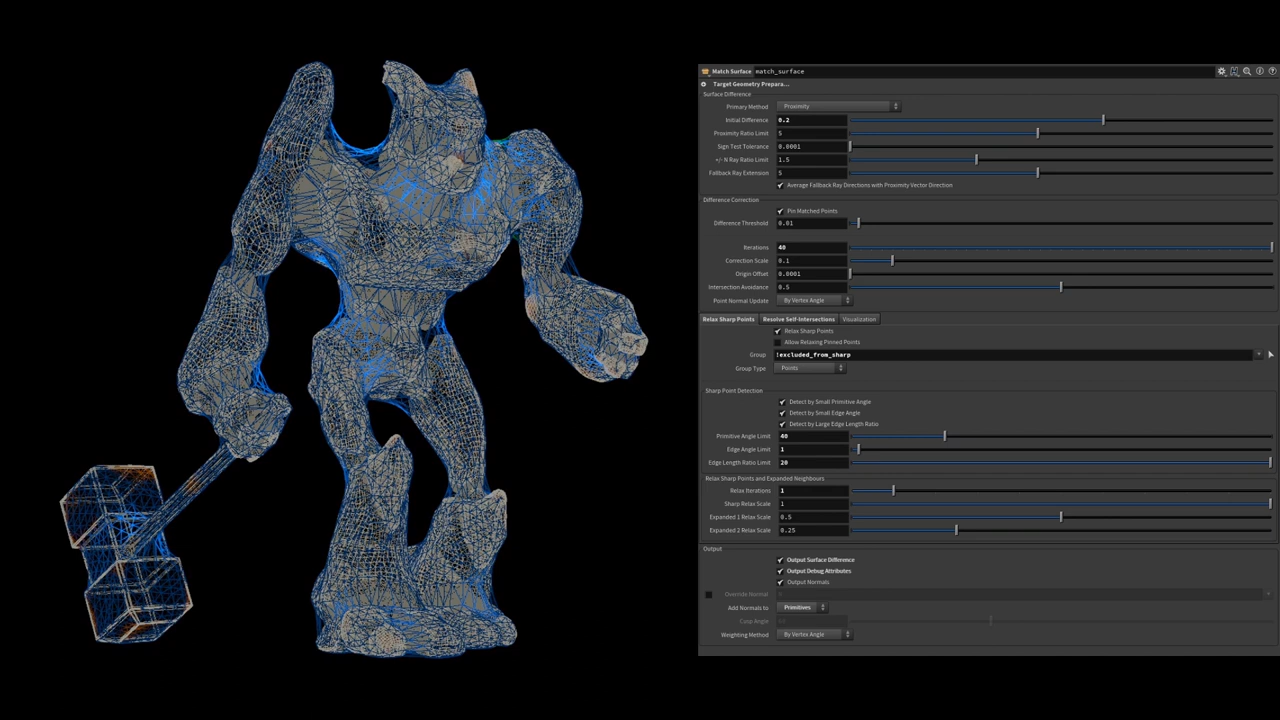 Match Surface match_surface
Target Geometry Prepara...
Surface Difference
Primary Method Proximity
Initial Difference 0.2
Proximity Ratio Limit 5
Sign Test Tolerance 0.0001
+/- N Ray Ratio Limit 1.5
Fallback Ray Extension 5
Average Fallback Ray Directions with Proximity Vector Direction
Difference Correction
Pin Matched Points
Difference Threshold 0.01
Iterations 40
Correction Scale 0.1
Origin Offset 0.0001
Intersection Avoidance 0.5
Point Normal Update By Vertex Angle
Relax Sharp Points Resolve Self-Intersections Visualization
Relax Sharp Points
Allow Relaxing Pinned Points
Group !excluded_from_sharp
Group Type Points
Sharp Point Detection
Detect by Small Primitive Angle
Detect by Small Edge Angle
Detect by Large Edge Length Ratio
Primitive Angle Limit 40
Edge Angle Limit 1
Edge Length Ratio Limit 20
Relax Sharp Points and Expanded Neighbours
Relax Iterations 1
Sharp Relax Scale 1
Expanded 1 Relax Scale 0.5
Expanded 2 Relax Scale 0.25
Output
Output Surface Difference
Output Debug Attributes
Output Normals
Override Normal
Add Normals to Primitives
Cusp Angle
Weighting Method By Vertex Angle